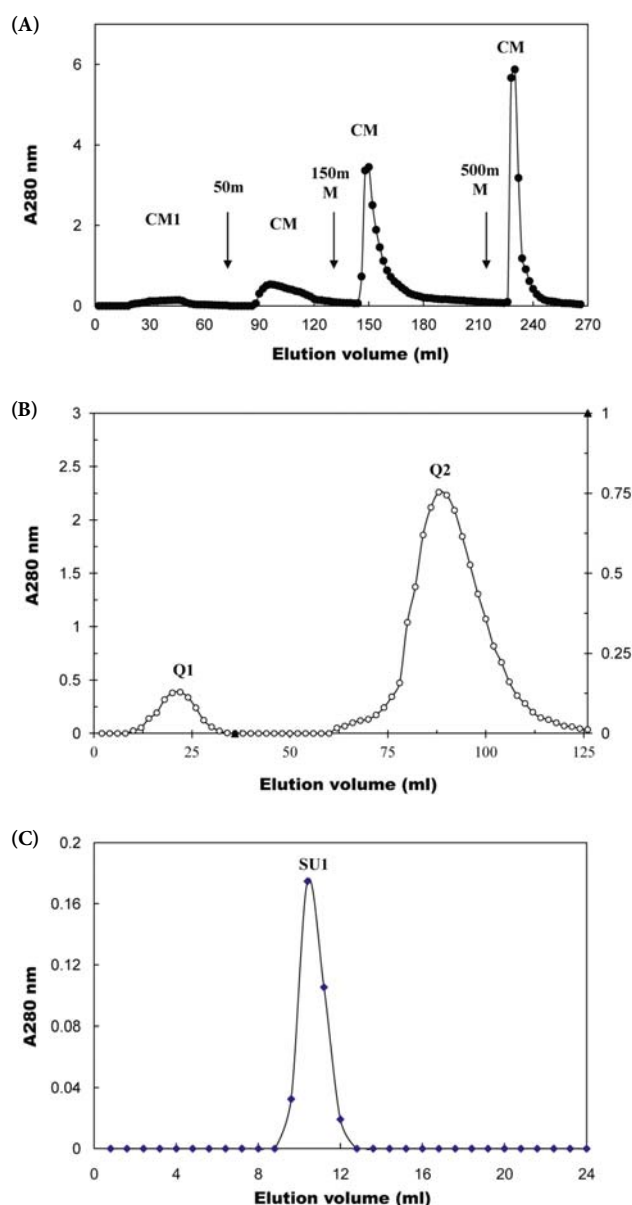 (A)
6
4
2
0
A280 nm
CM1
50m
CM
150m
M
CM
500m
M
CM
0 30 60 90 120 150 180 210 240 270
Elution volume (ml)
(B)
3
2.5
2
1.5
1
0.5
0
A280 nm
Q1
Q2
1
0.75
0.5
0.25
0
0 25 50 75 100 125
Elution volume (ml)
(C)
0.2
0.16
0.12
0.08
0.04
0
A280 nm
SU1
0 4 8 12 16 20 24
Elution volume (ml)